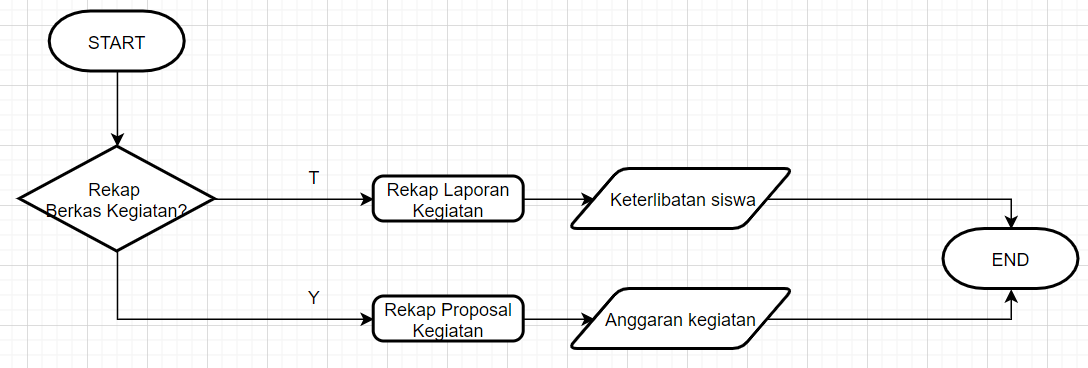 START
Rekap
Berkas Kegiatan?
T
Rekap Laporan
Kegiatan
Keterlibatan siswa
END
Y
Rekap Proposal
Kegiatan
Anggaran kegiatan